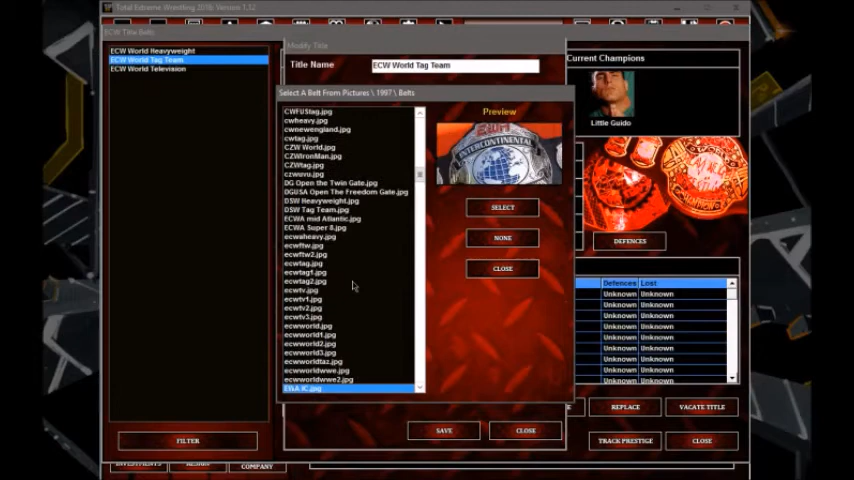 Total Extreme Wrestling 2016: Version 1.32
ECW Title Belts
ECW World Heavyweight
ECW World Tag Team
ECW World Television
FILTER
Modify Title
Title Name
ECW World Tag Team
Select A Belt From Pictures \ 1997 \ Belts
CWFUStag.jpg
cwheavy.jpg
cwnewengland.jpg
cwtag.jpg
CZW World.jpg
CZWIronMan.jpg
CZWtag.jpg
czwuvu.jpg
DG Open the Twin Gate.jpg
DGUSA Open The Freedom Gate.jpg
DSW Heavyweight.jpg
DSW Tag Team.jpg
ECWA mid Atlantic.jpg
ECWA Super 8.jpg
ecwaheavy.jpg
ecwftw.jpg
ecwftw2.jpg
ecwtag.jpg
ecwtag1.jpg
ecwtag2.jpg
ecwtv.jpg
ecwtv1.jpg
ecwtv2.jpg
ecwtv3.jpg
ecwworld.jpg
ecwworld1.jpg
ecwworld2.jpg
ecwworld3.jpg
ecwworldtaz.jpg
ecwworldwwe.jpg
ecwworldwwe2.jpg
EWA IC.jpg
Preview
INTERCONTINENTAL
SELECT
NONE
CLOSE
SAVE
CLOSE
Current Champions
Little Guido
DEFENCES
Defences Lost
Unknown Unknown
Unknown Unknown
Unknown Unknown
Unknown Unknown
Unknown Unknown
Unknown Unknown
Unknown Unknown
Unknown Unknown
Unknown Unknown
Unknown Unknown
REPLACE
VACATE TITLE
TRACK PRESTIGE
CLOSE
INVESTMENTS
COMPANY